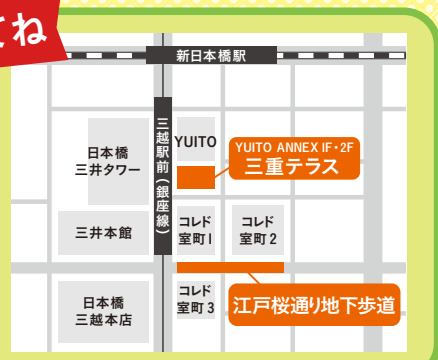 てね
新日本橋駅
三越駅前（銀座線）
日本橋
三井タワー
YUITO
YUITO ANNEX 1F・2F
三重テラス
三井本館
コレド
室町1
コレド
室町2
日本橋
三越本店
コレド
室町3
江戸桜通り地下歩道